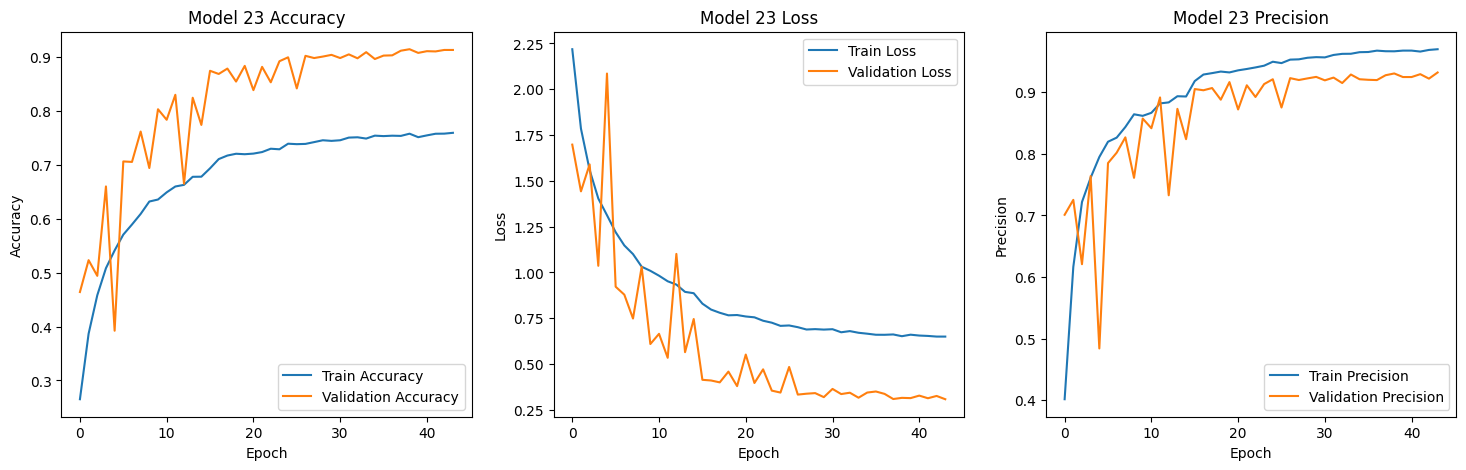 Model 23 Accuracy
Accuracy
0.9
0.8
0.7
0.6
0.5
0.4
0.3
0
10
20
30
40
Epoch
Train Accuracy
Validation Accuracy
Model 23 Loss
Loss
2.25
2.00
1.75
1.50
1.25
1.00
0.75
0.50
0.25
0
10
20
30
40
Epoch
Train Loss
Validation Loss
Model 23 Precision
Precision
0.9
0.8
0.7
0.6
0.5
0.4
0
10
20
30
40
Epoch
Train Precision
Validation Precision